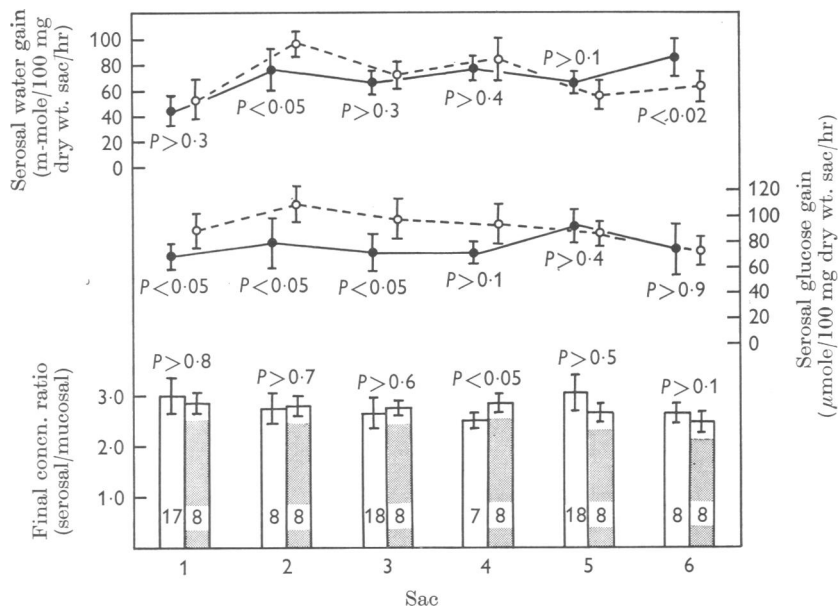 Serosal water gain
(m-mole/100 mg
dry wt. sac/hr)
100
80
60
40
20
0
P>0·3
P<0·05
P>0·3
P>0·4
P>0·1
P<0·02
Serosal glucose gain
(μmole/100 mg dry wt. sac/hr)
120
100
80
60
40
20
0
P<0·05
P<0·05
P<0·05
P>0·1
P>0·4
P>0·9
Final concn. ratio
(serosal/mucosal)
3·0
2·0
1·0
P>0·8
P>0·7
P>0·6
P<0·05
P>0·5
P>0·1
17 8 8 8 18 8 7 8 18 8 8 8
1 2 3 4 5 6
Sac